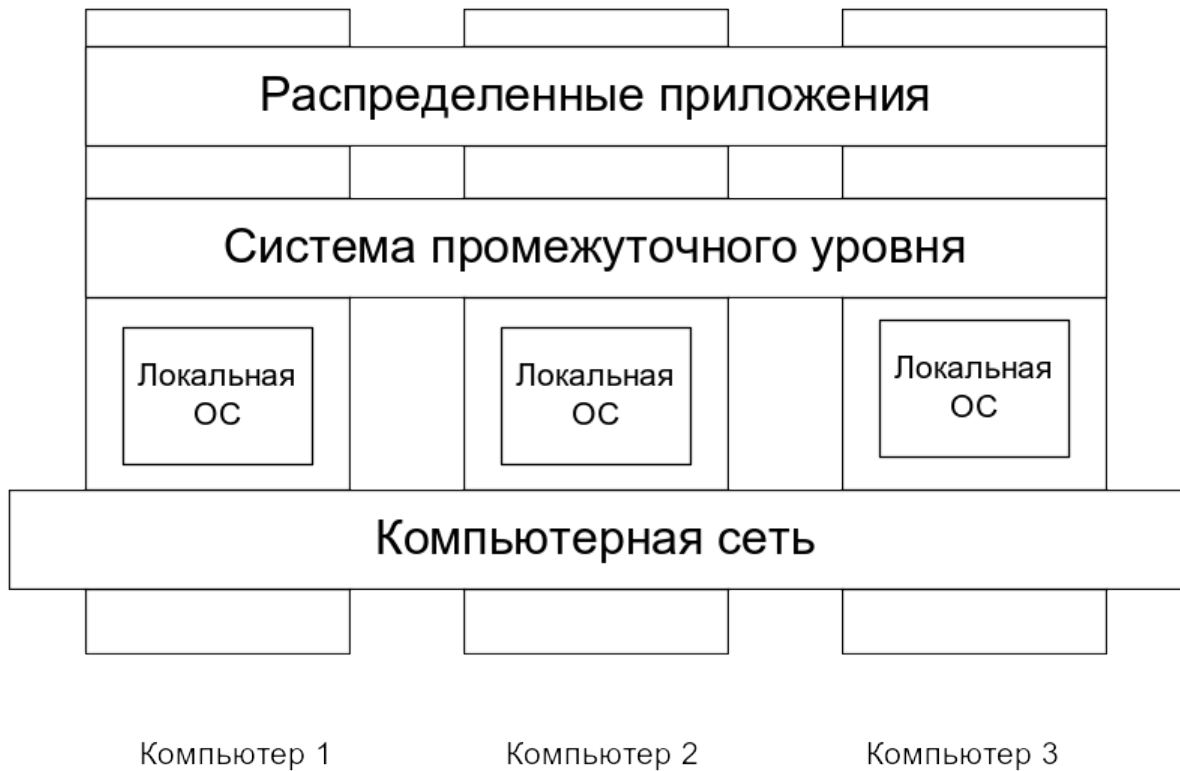 Распределенные приложения
Система промежуточного уровня
Локальная
ОС
Локальная
ОС
Локальная
ОС
Компьютерная сеть
Компьютер 1
Компьютер 2
Компьютер 3